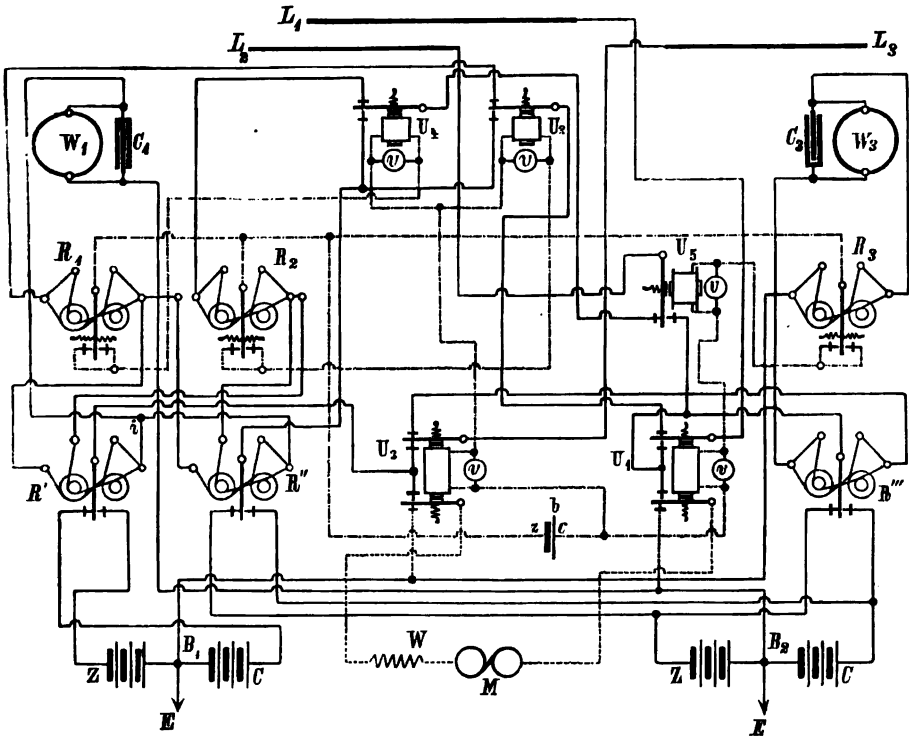 L₁
L₂
L₃
W₁
C₁
U₄
U₂
C₃
W₃
v
v
R₁
R₂
U₅
v
R₃
i
R'
R''
U₃
v
U₁
v
R'''
b
z c
W
M
Z B₁ C
E
Z B₂ C
E